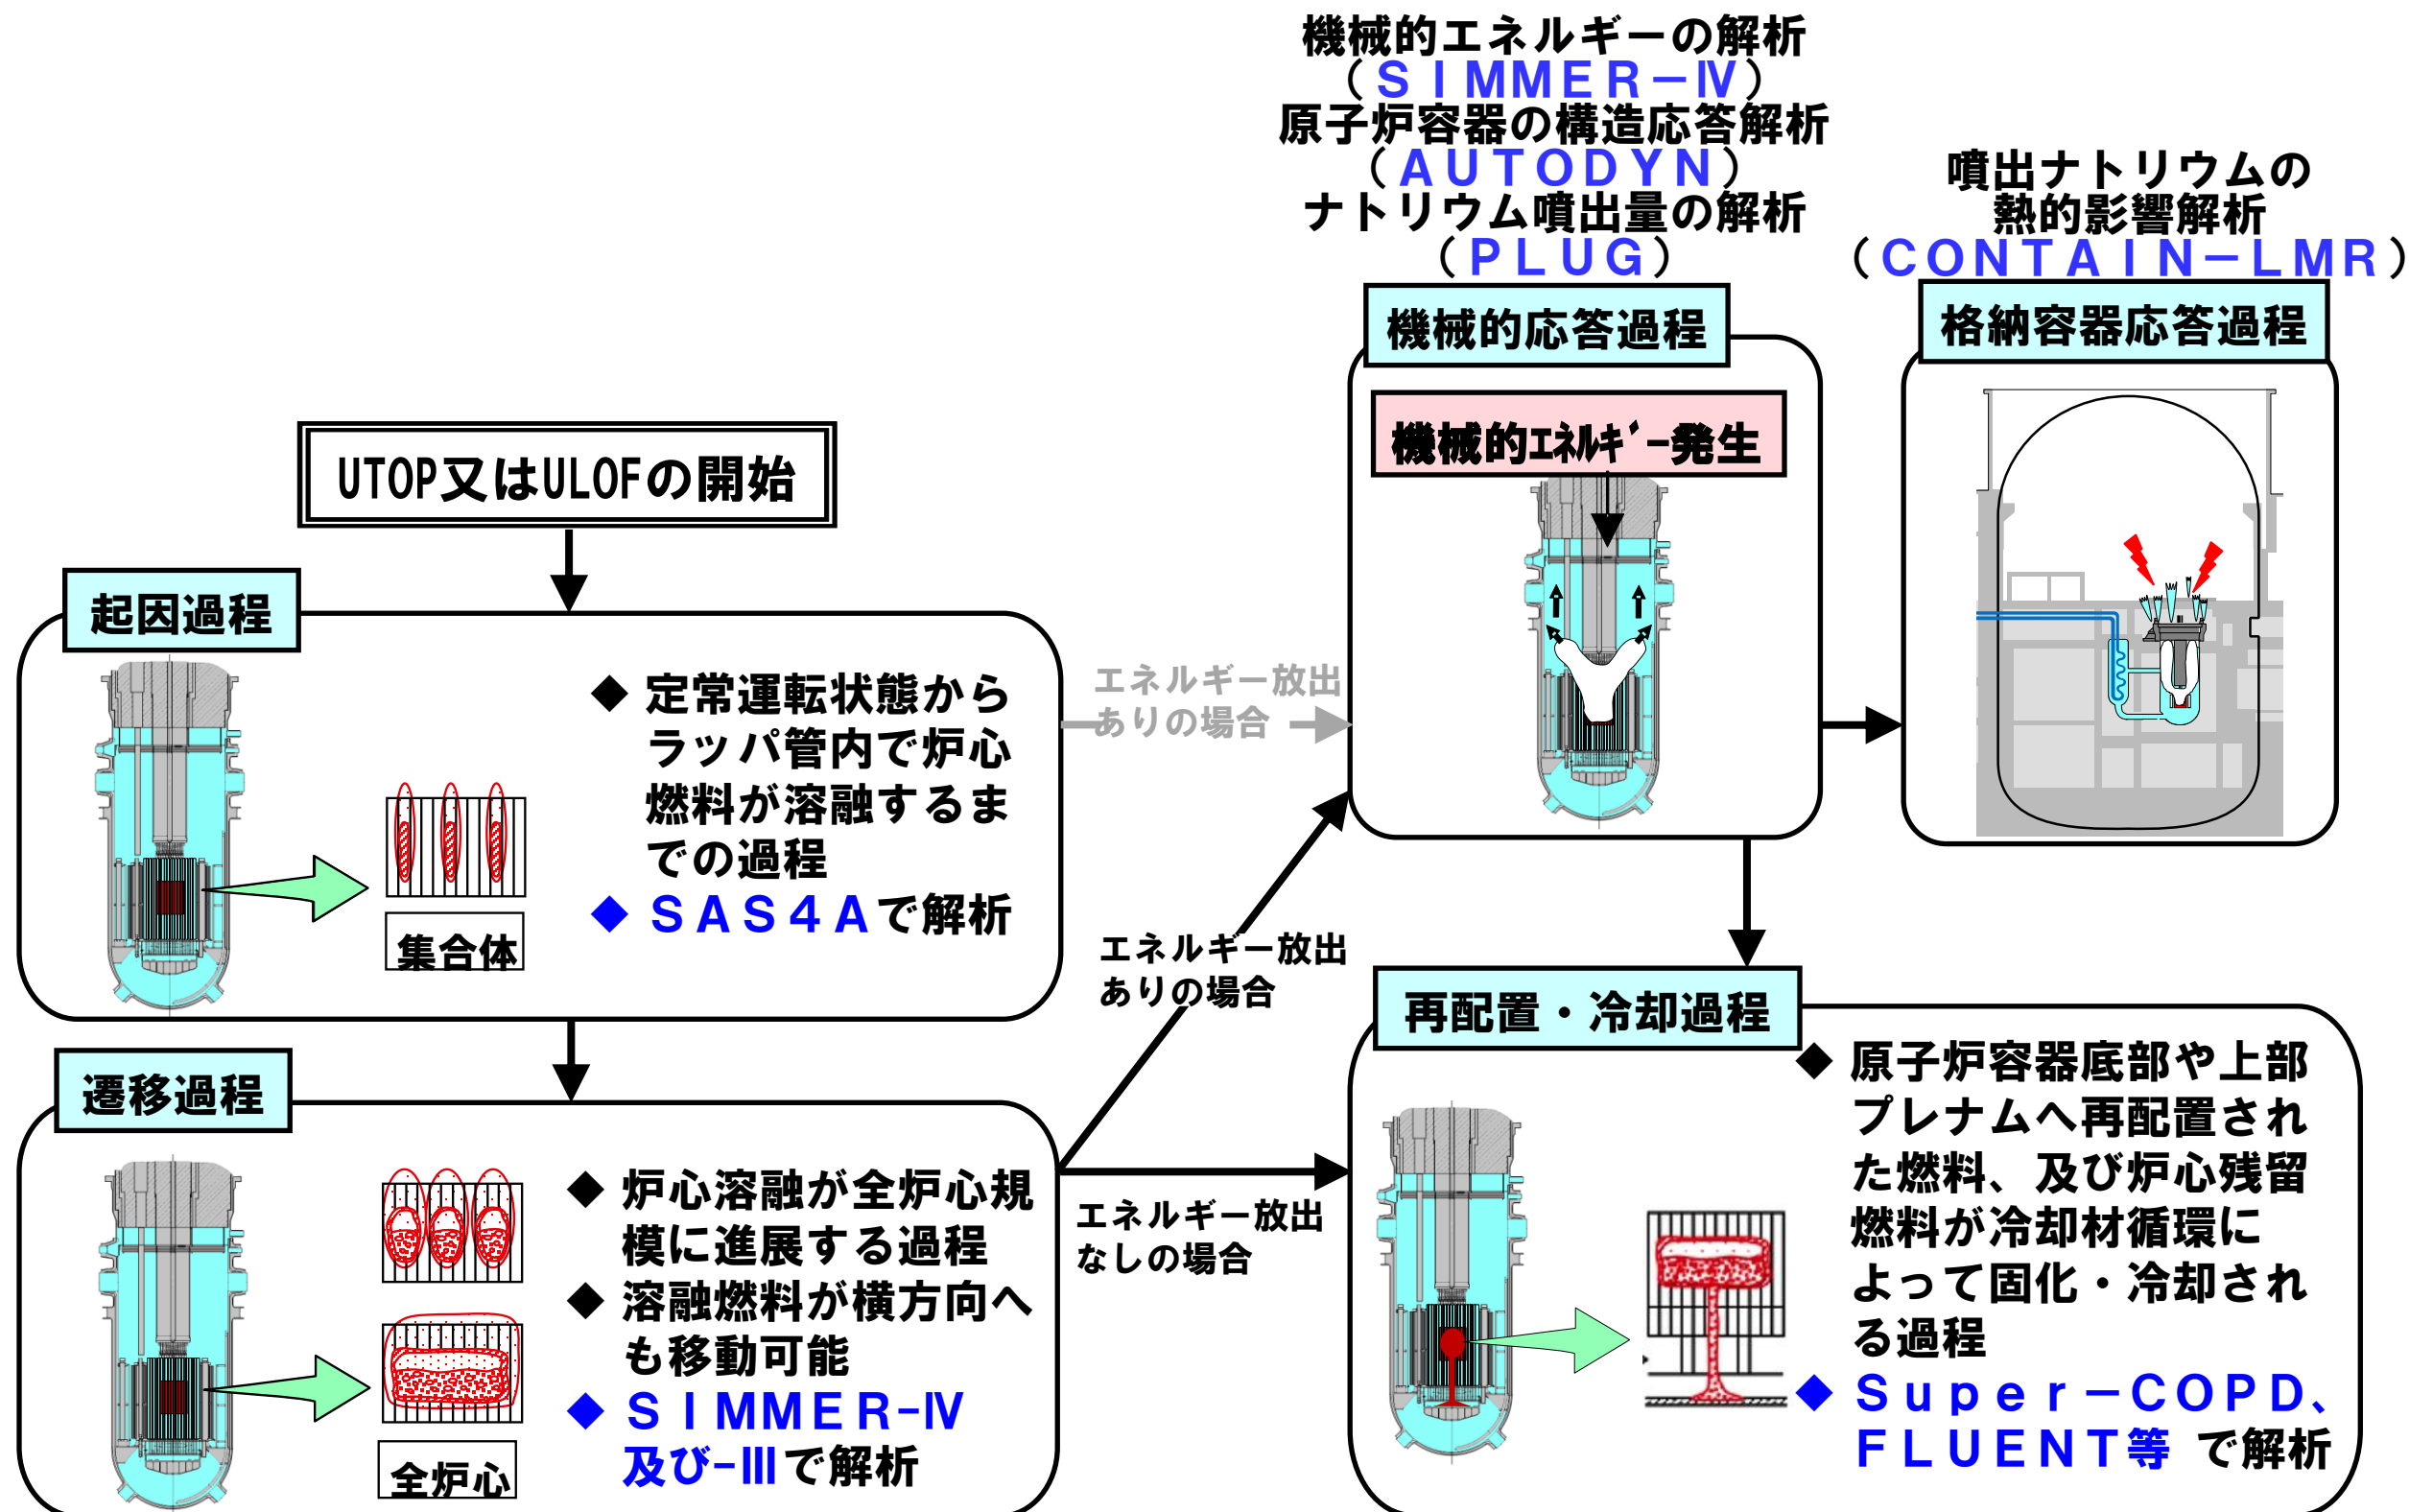 機械的エネルギーの解析
（ＳＩＭＭＥＲ－Ⅳ）
原子炉容器の構造応答解析
（ＡＵＴＯＤＹＮ）
ナトリウム噴出量の解析
（ＰＬＵＧ）
噴出ナトリウムの
熱的影響解析
（ＣＯＮＴＡＩＮ－ＬＭＲ）
機械的応答過程
格納容器応答過程
機械的ｴﾈﾙｷﾞｰ発生
UTOP又はULOFの開始
起因過程
◆ 定常運転状態から
ラッパ管内で炉心
燃料が溶融するま
での過程
◆ ＳＡＳ４Ａで解析
集合体
エネルギー放出
ありの場合
エネルギー放出
ありの場合
遷移過程
◆ 炉心溶融が全炉心規
模に進展する過程
◆ 溶融燃料が横方向へ
も移動可能
◆ ＳＩＭＭＥＲ-Ⅳ
及び-Ⅲで解析
全炉心
エネルギー放出
なしの場合
再配置・冷却過程
◆ 原子炉容器底部や上部
プレナムへ再配置され
た燃料、及び炉心残留
燃料が冷却材循環に
よって固化・冷却され
る過程
◆ Ｓｕｐｅｒ－ＣＯＰＤ、
ＦＬＵＥＮＴ等 で解析